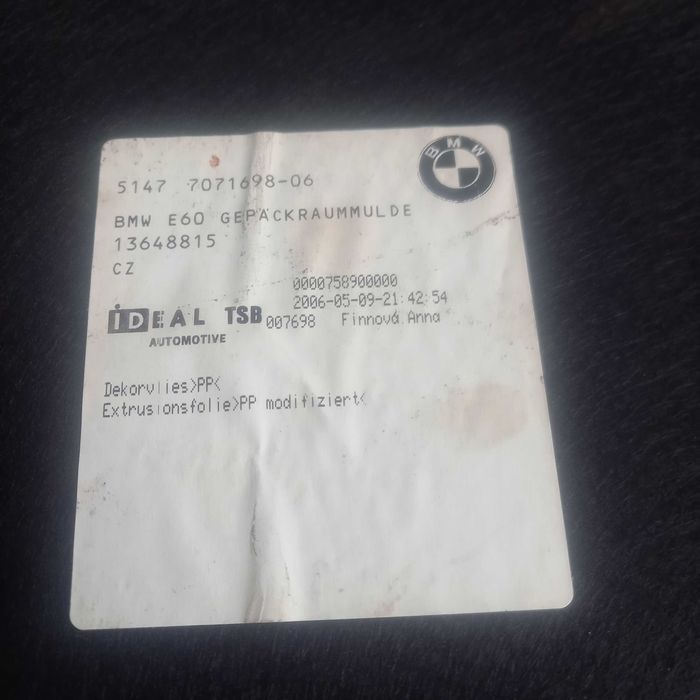 BMW
5147 7071698-06
BMW E60 GEPÄCKRAUMMULDE
13648815
CZ
0000758900000
2006-05-09-21:42:54
IDEAL TSB 007698 Finnová Anna
AUTOMOTIVE
Dekorvlies>PP<
Extrusionsfolie>PP modifiziert<